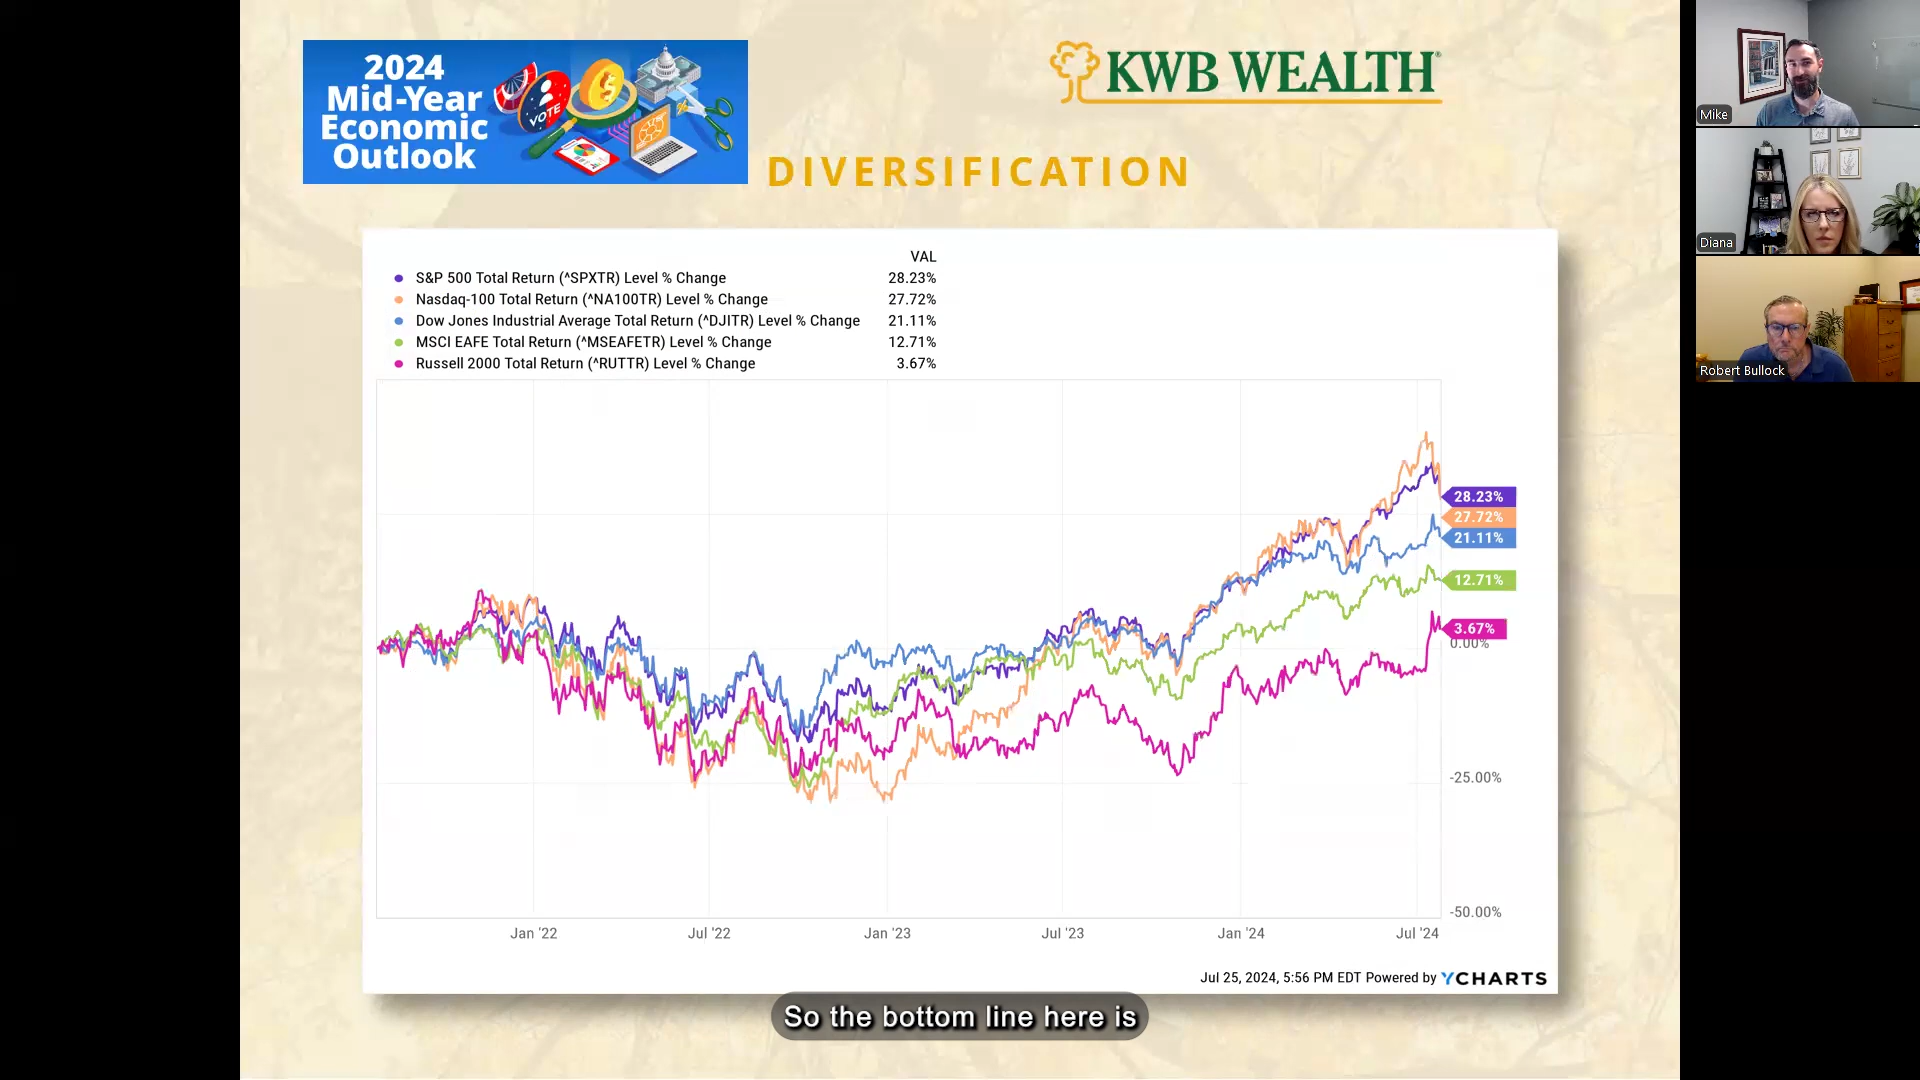 2024
Mid-Year
Economic
Outlook
VOTE
KWB WEALTH®
DIVERSIFICATION
VAL
S&P 500 Total Return (^SPXTR) Level % Change 28.23%
Nasdaq-100 Total Return (^NA100TR) Level % Change 27.72%
Dow Jones Industrial Average Total Return (^DJITR) Level % Change 21.11%
MSCI EAFE Total Return (^MSEAFETR) Level % Change 12.71%
Russell 2000 Total Return (^RUTTR) Level % Change 3.67%
28.23%
27.72%
21.11%
12.71%
3.67%
0.00%
-25.00%
-50.00%
Jan '22 Jul '22 Jan '23 Jul '23 Jan '24 Jul '24
Jul 25, 2024, 5:56 PM EDT Powered by YCHARTS
So the bottom line here is
Mike
Diana
Robert Bullock